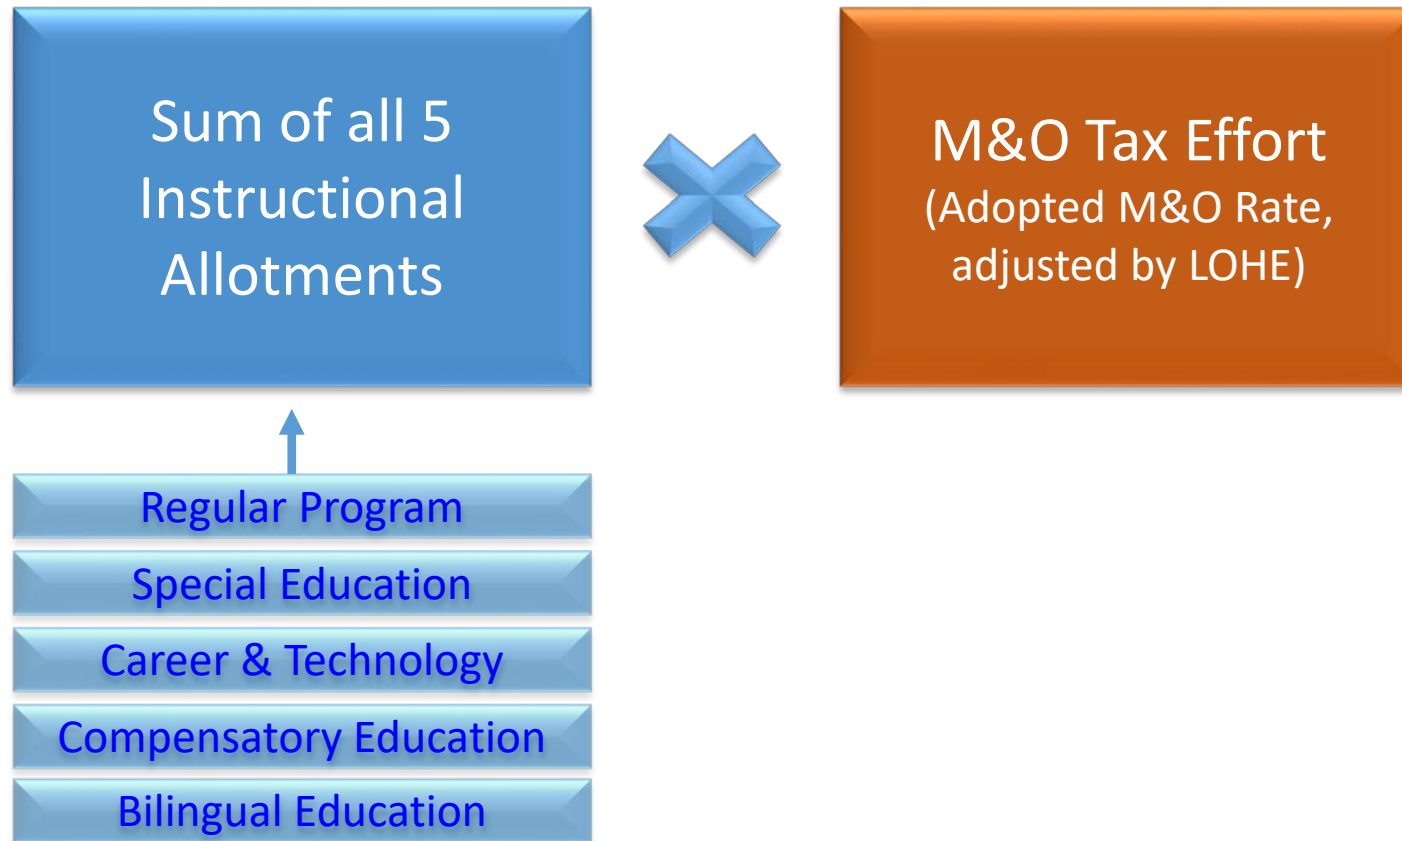 Sum of all 5
Instructional
Allotments
M&O Tax Effort
(Adopted M&O Rate,
adjusted by LOHE)
Regular Program
Special Education
Career & Technology
Compensatory Education
Bilingual Education